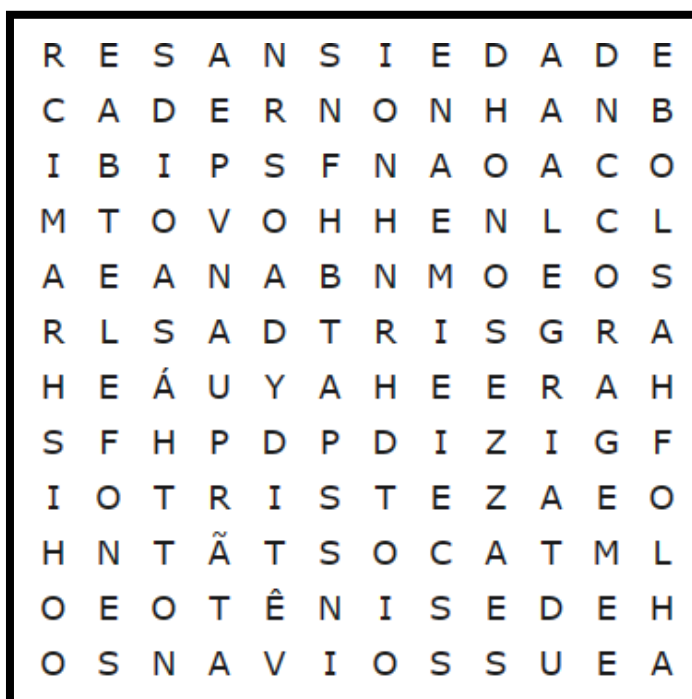 R E S A N S I E D A D E
C A D E R N O N H A N B
I B I P S F N A O A C O
M T O V O H H E N L C L
A E A N A B N M O E O S
R L S A D T R I S G R A
H E Á U Y A H E E R A H
S F H P D P D I Z I G F
I O T R I S T E Z A E O
H N T Ã T S O C A T M L
O E O T Ê N I S E D E H
O S N A V I O S S U E A